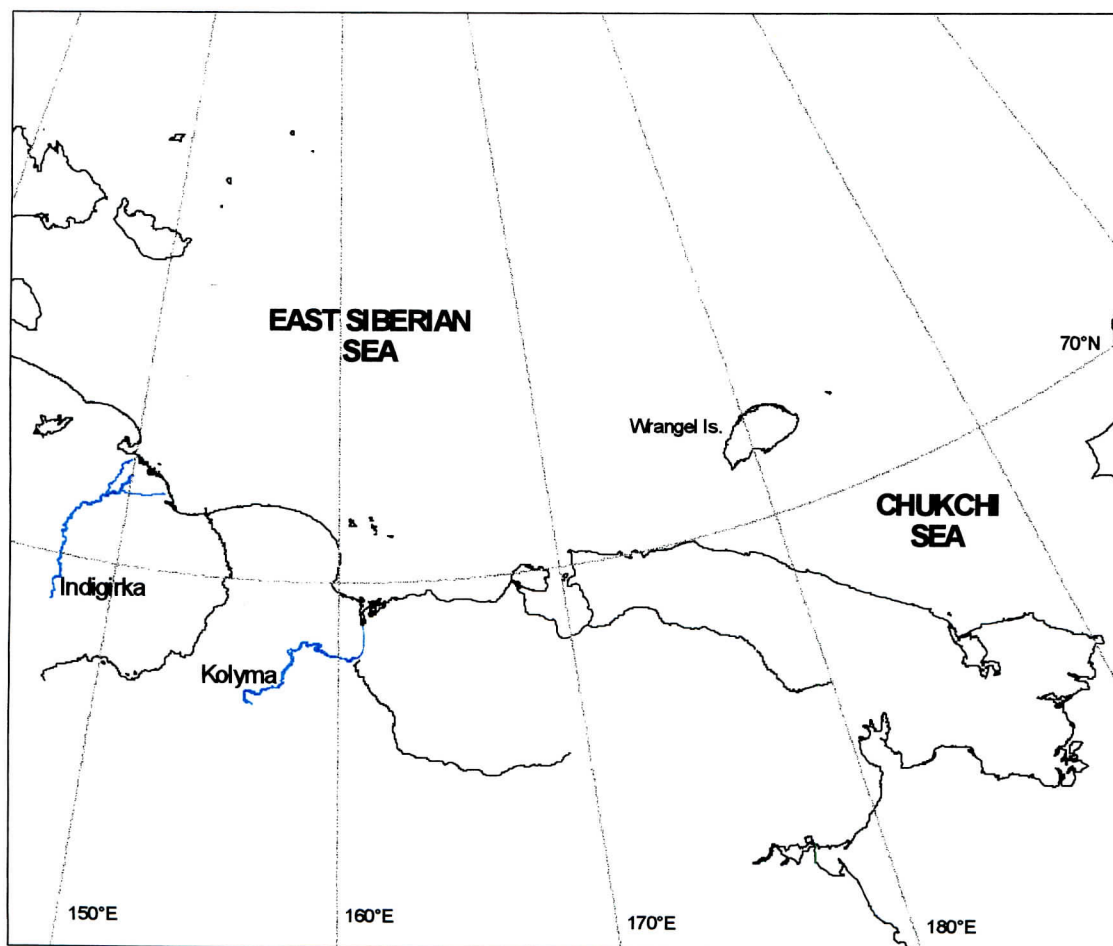 EAST SIBERIAN
SEA
70°N
Wrangel Is.
CHUKCHI
SEA
Indigirka
Kolyma
150°E
160°E
170°E
180°E